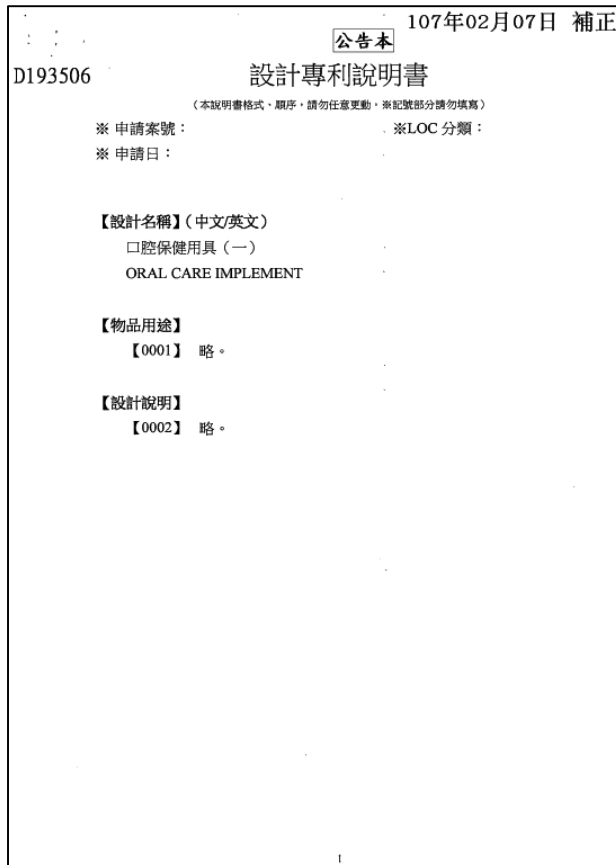 107年02月07日 補正
公告本
D193506
設計專利說明書
（本說明書格式、順序，請勿任意更動，※記號部分請勿填寫）
※ 申請案號： ※LOC 分類：
※ 申請日：
【設計名稱】（中文/英文）
口腔保健用具（一）
ORAL CARE IMPLEMENT
【物品用途】
【0001】 略。
【設計說明】
【0002】 略。
1